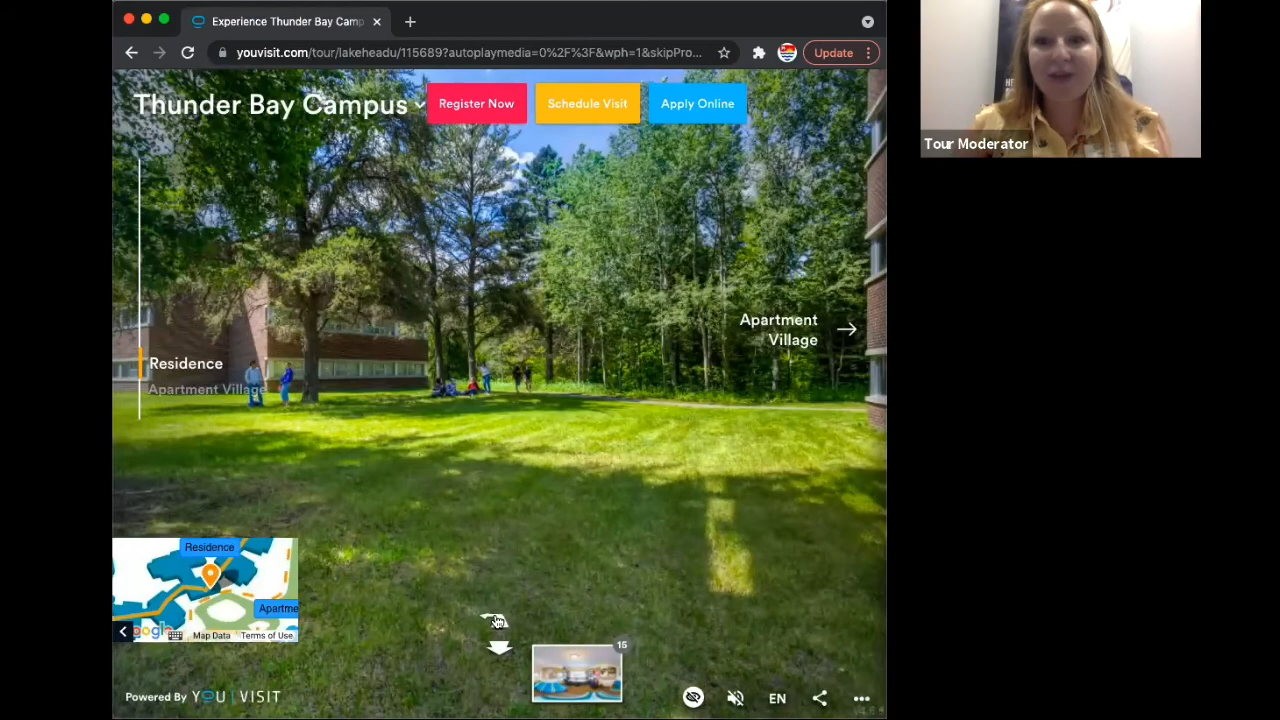 Experience Thunder Bay Camp
youvisit.com/tour/lakeheadu/115689?autoplaymedia=0%2F%3F&wph=1&skipPro...
Update
Thunder Bay Campus
Register Now
Schedule Visit
Apply Online
Tour Moderator
Apartment
Village
Residence
Apartment Village
Residence
Apartme
Google
Map Data
Terms of Use
15
Powered By YOUVISIT
EN